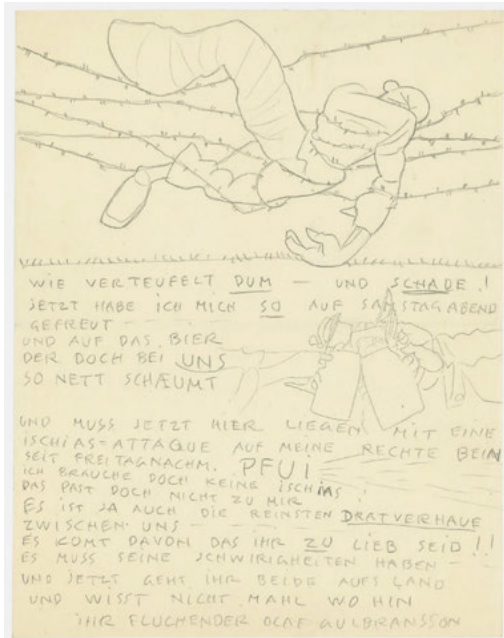 WIE VERTEUFELT DUM — UND SCHADE!
JETZT HABE ICH MICH SO AUF SAMSTAGABEND
GEFREUT —
UND AUF DAS BIER
DER DOCH BEI UNS
SO NETT SCHÆUMT
UND MUSS JETZT HIER LIEGEN MIT EINE
ISCHIAS=ATTAQUE AUF MEINE RECHTE BEIN
SEIT FREITAGNACHM. PFUI
ICH BRAUCHE DOCH KEINE ISCHIAS!
DAS PAST DOCH NICHT ZU MIR!
ES IST JA AUCH DIE REINSTEN DRATVERHAUE
ZWISCHEN UNS —
ES KOMT DAVON DAS IHR ZU LIEB SEID!!
ES MUSS SEINE SCHWIRIGHEITEN HABEN —
UND JETZT GEHT IHR BEIDE AUFS LAND
UND WISST NICHT MAHL WO HIN
IHR FLUCHENDER OLAF GULBRANSSON